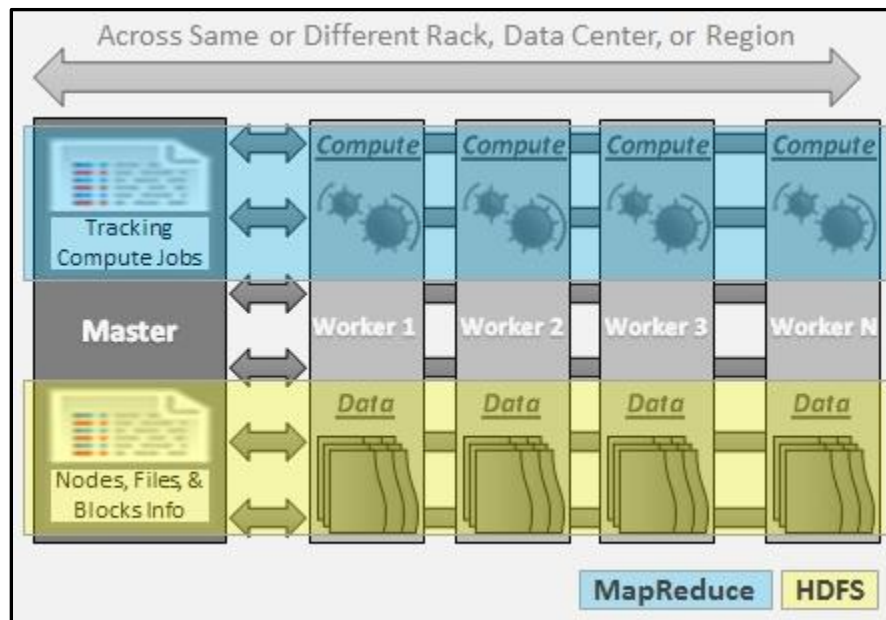 Across Same or Different Rack, Data Center, or Region
Compute Compute Compute Compute
Tracking
Compute Jobs
Master Worker 1 Worker 2 Worker 3 Worker N
Data Data Data Data
Nodes, Files, &
Blocks Info
MapReduce HDFS